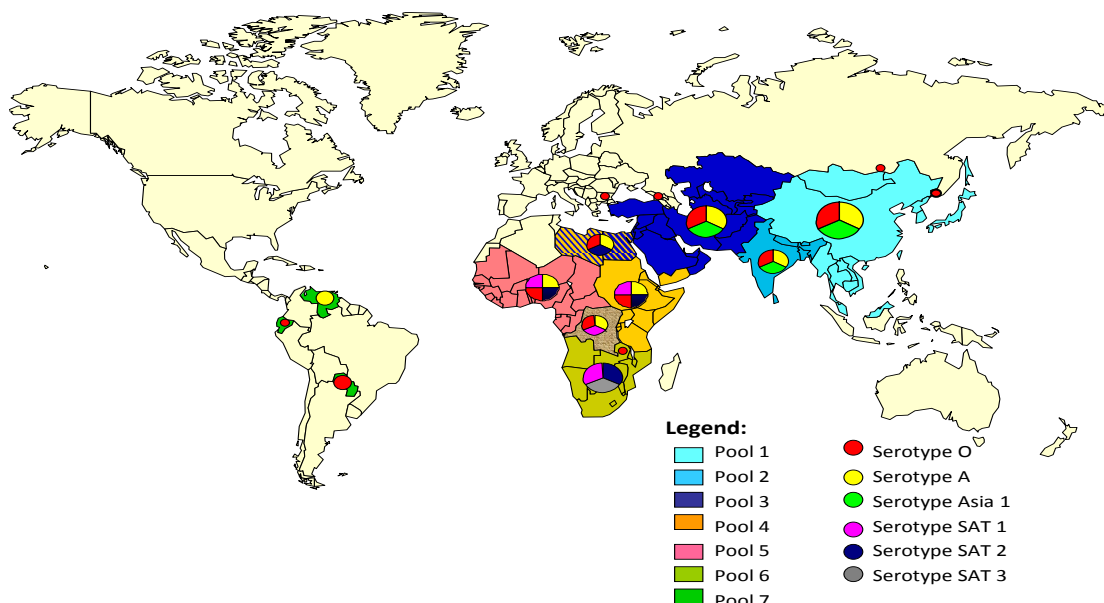 Legend:
Pool 1
Pool 2
Pool 3
Pool 4
Pool 5
Pool 6
Pool 7
Serotype O
Serotype A
Serotype Asia 1
Serotype SAT 1
Serotype SAT 2
Serotype SAT 3